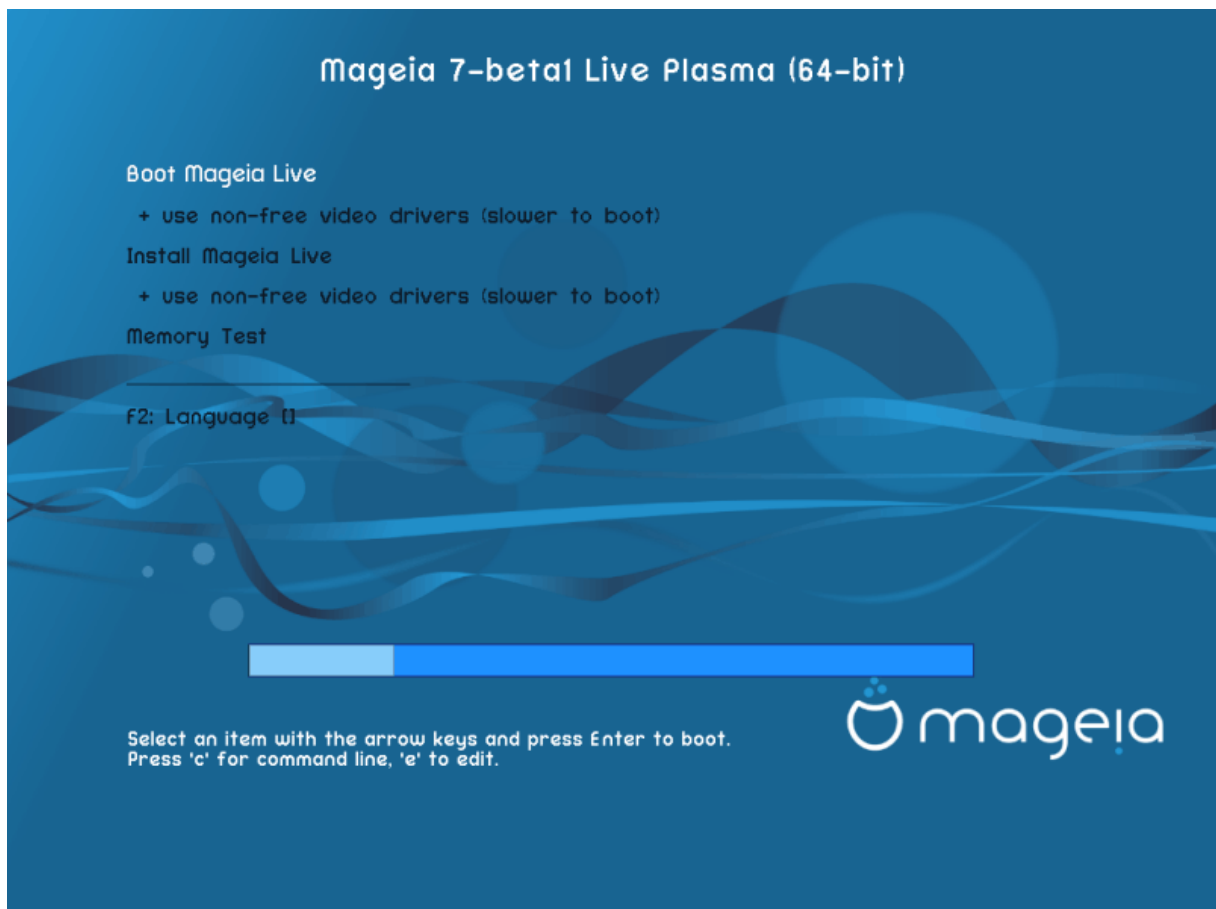 Mageia 7-beta1 Live Plasma (64-bit)
Boot Mageia Live
+ use non-free video drivers (slower to boot)
Install Mageia Live
+ use non-free video drivers (slower to boot)
Memory Test
F2: Language []
mageia
Select an item with the arrow keys and press Enter to boot.
Press 'c' for command line, 'e' to edit.